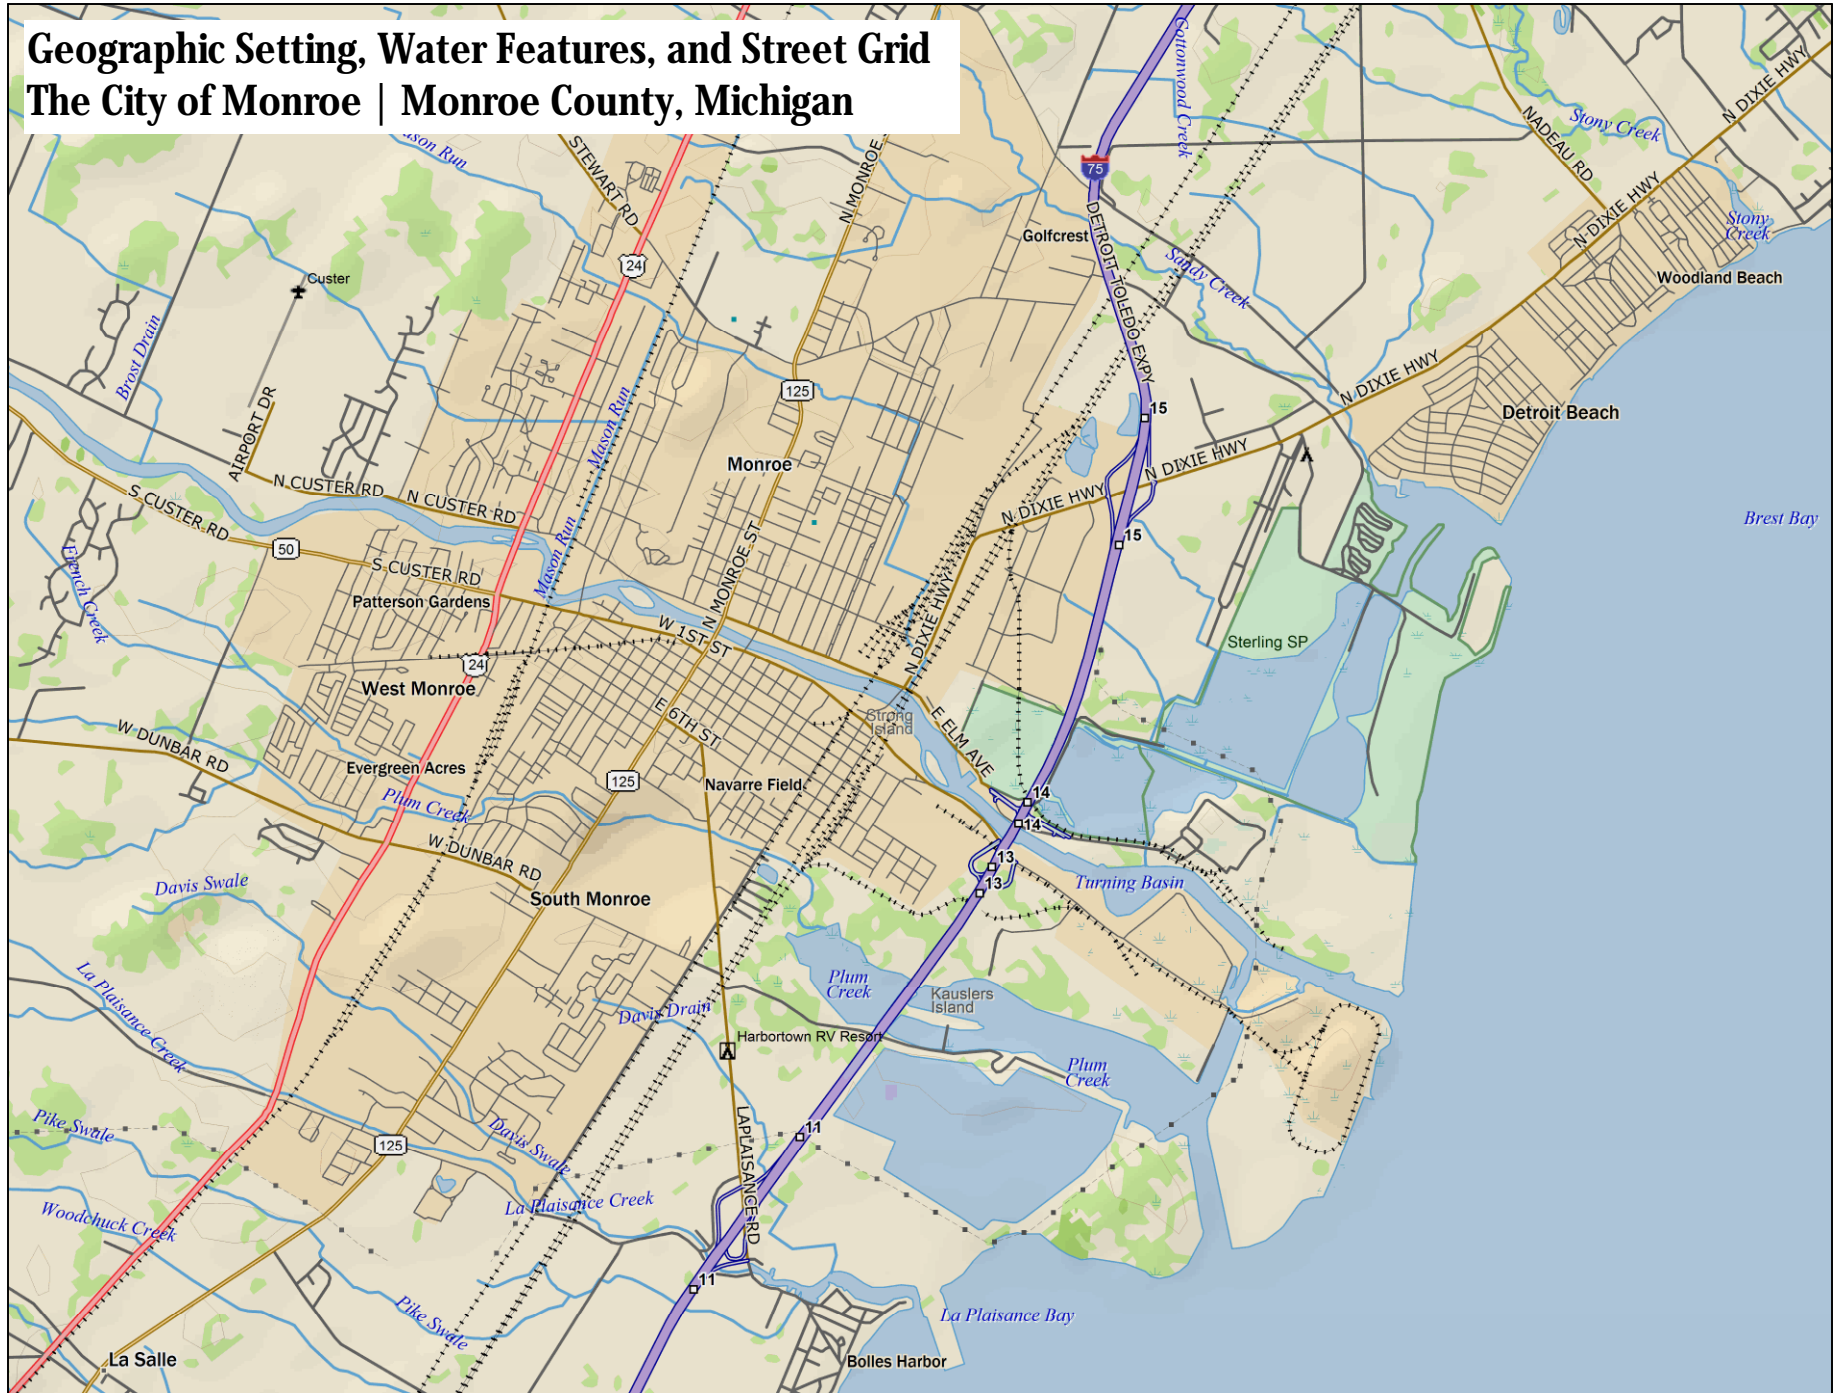 Geographic Setting, Water Features, and Street Grid
The City of Monroe | Monroe County, Michigan
Cottonwood Creek
N DIXIE HWY
NADEAU RD
Stony Creek
ason Run
STEWART RD
N MONROE
75
N DIXIE HWY
Stony
Creek
Golfcrest
DETROIT-TOLEDO EXPY
Sandy Creek
Woodland Beach
24
Custer
Brost Drain
N DIXIE HWY
125
Mason Run
AIRPORT DR
15
Detroit Beach
Monroe
N DIXIE HWY
N CUSTER RD
N CUSTER RD
N DIXIE HWY
S CUSTER RD
Brest Bay
15
50
Mason Run
N MONROE ST
French Creek
S CUSTER RD
Patterson Gardens
N DIXIE HWY
W 1ST ST
Sterling SP
24
West Monroe
E 6TH ST
Strong
Island
E ELM AVE
W DUNBAR RD
Evergreen Acres
125
Navarre Field
Plum Creek
14
14
W DUNBAR RD
13
13
Turning Basin
Davis Swale
South Monroe
La Plaisance Creek
Plum
Creek
Kauslers
Island
Davis Drain
Harbortown RV Resort
Plum
Creek
Pike Swale
LAPLAISANCE RD
11
Davis Swale
125
La Plaisance Creek
Woodchuck Creek
11
Pike Swale
La Plaisance Bay
La Salle
Bolles Harbor